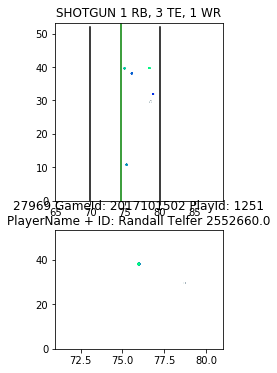 SHOTGUN 1 RB, 3 TE, 1 WR
50
40
30
20
10
0
65 70 75 80 85
27969 GameId: 2017101502 PlayId: 1251
PlayerName + ID: Randall Telfer 2552660.0
40
20
0
72.5 75.0 77.5 80.0